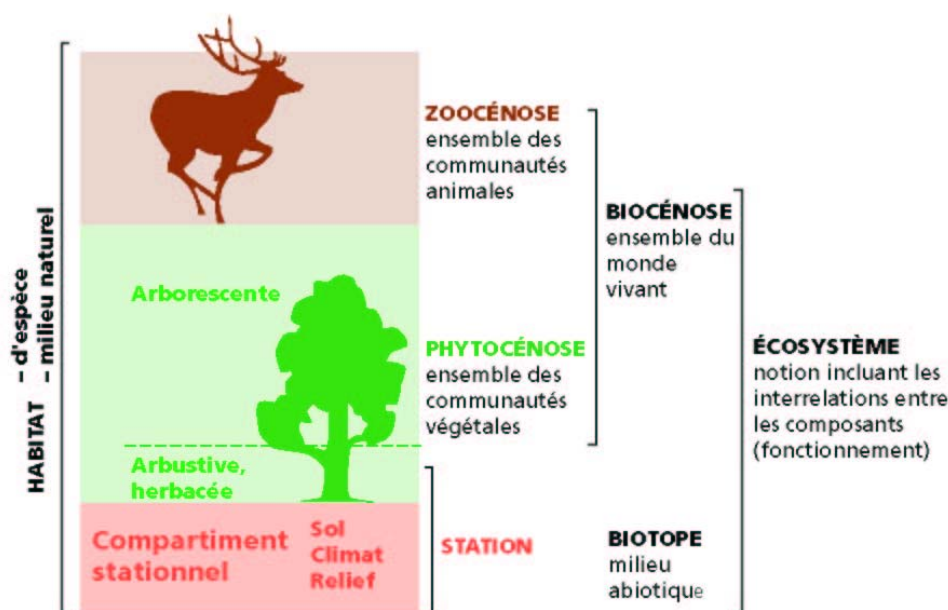 HABITAT – d'espèce
– milieu naturel
ZOOCÉNOSE
ensemble des
communautés
animales
Arborescente
PHYTOCÉNOSE
ensemble des
communautés
végétales
Arbustive,
herbacée
Compartiment
stationnel
Sol
Climat
Relief
STATION
BIOCÉNOSE
ensemble du
monde
vivant
BIOTOPE
milieu
abiotique
ÉCOSYSTÈME
notion incluant les
interrelations entre
les composants
(fonctionnement)